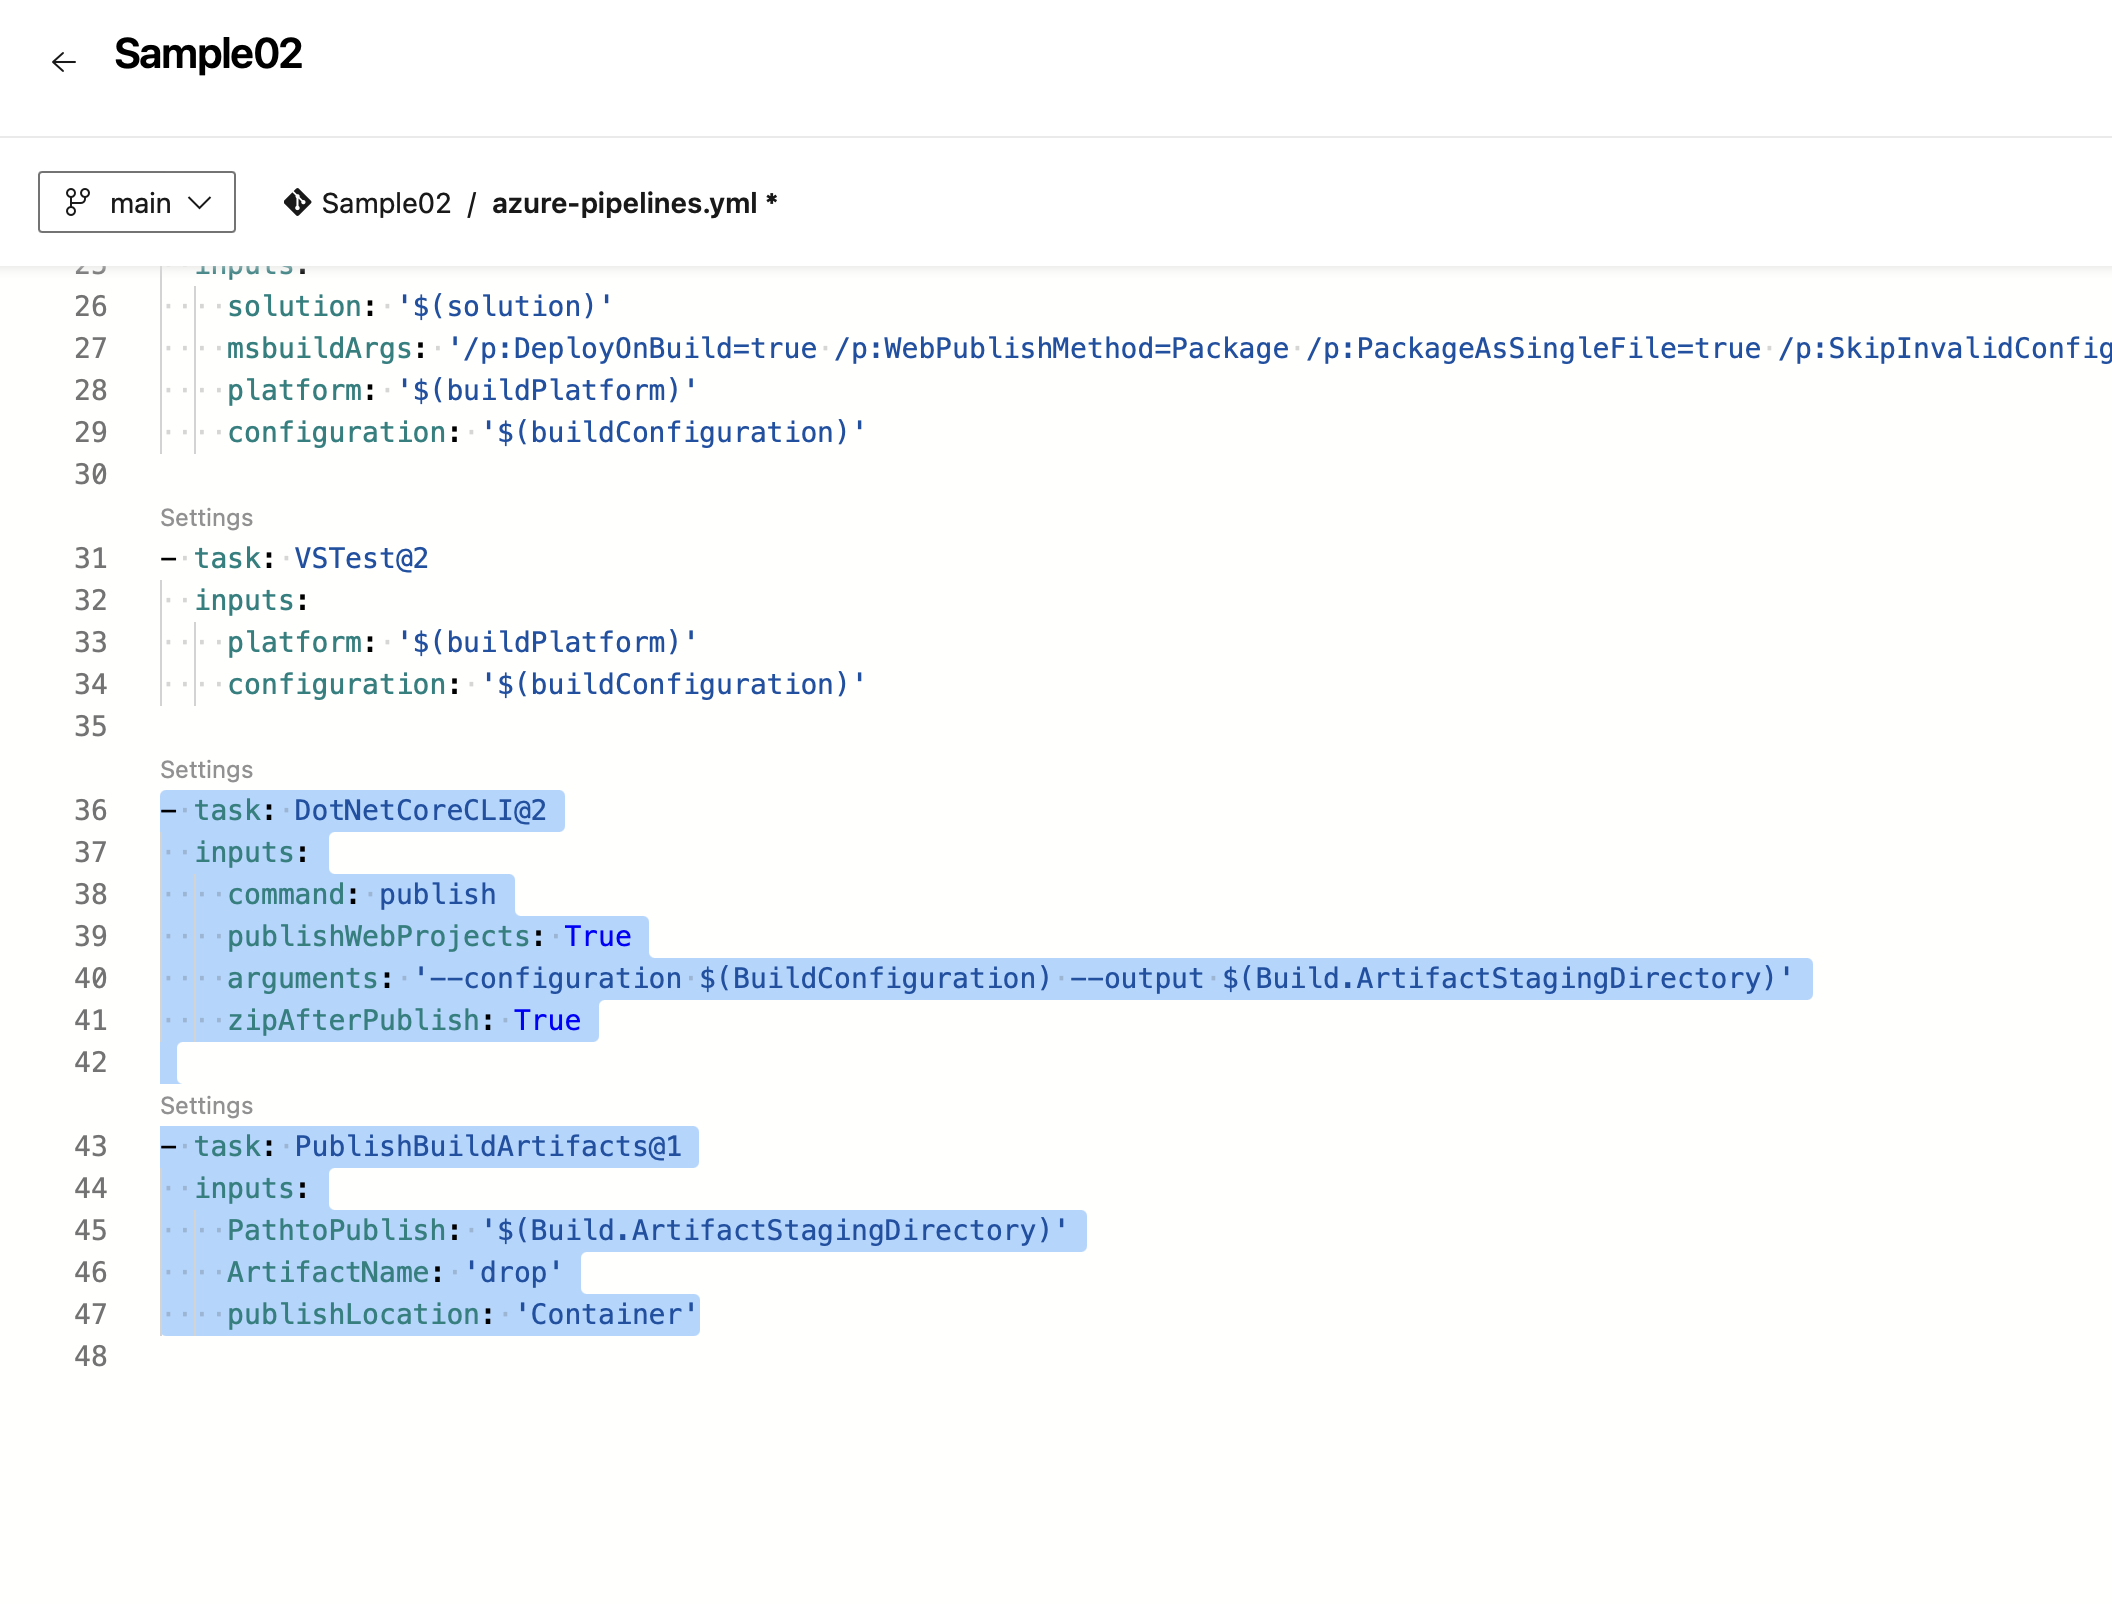 Sample02
main
Sample02 / azure-pipelines.yml *
25 inputs:
26 solution: '$(solution)'
27 msbuildArgs: '/p:DeployOnBuild=true /p:WebPublishMethod=Package /p:PackageAsSingleFile=true /p:SkipInvalidConfig
28 platform: '$(buildPlatform)'
29 configuration: '$(buildConfiguration)'
30
Settings
31 - task: VSTest@2
32 inputs:
33 platform: '$(buildPlatform)'
34 configuration: '$(buildConfiguration)'
35
Settings
36 - task: DotNetCoreCLI@2
37 inputs:
38 command: publish
39 publishWebProjects: True
40 arguments: '--configuration $(BuildConfiguration) --output $(Build.ArtifactStagingDirectory)'
41 zipAfterPublish: True
42
Settings
43 - task: PublishBuildArtifacts@1
44 inputs:
45 PathtoPublish: '$(Build.ArtifactStagingDirectory)'
46 ArtifactName: 'drop'
47 publishLocation: 'Container'
48